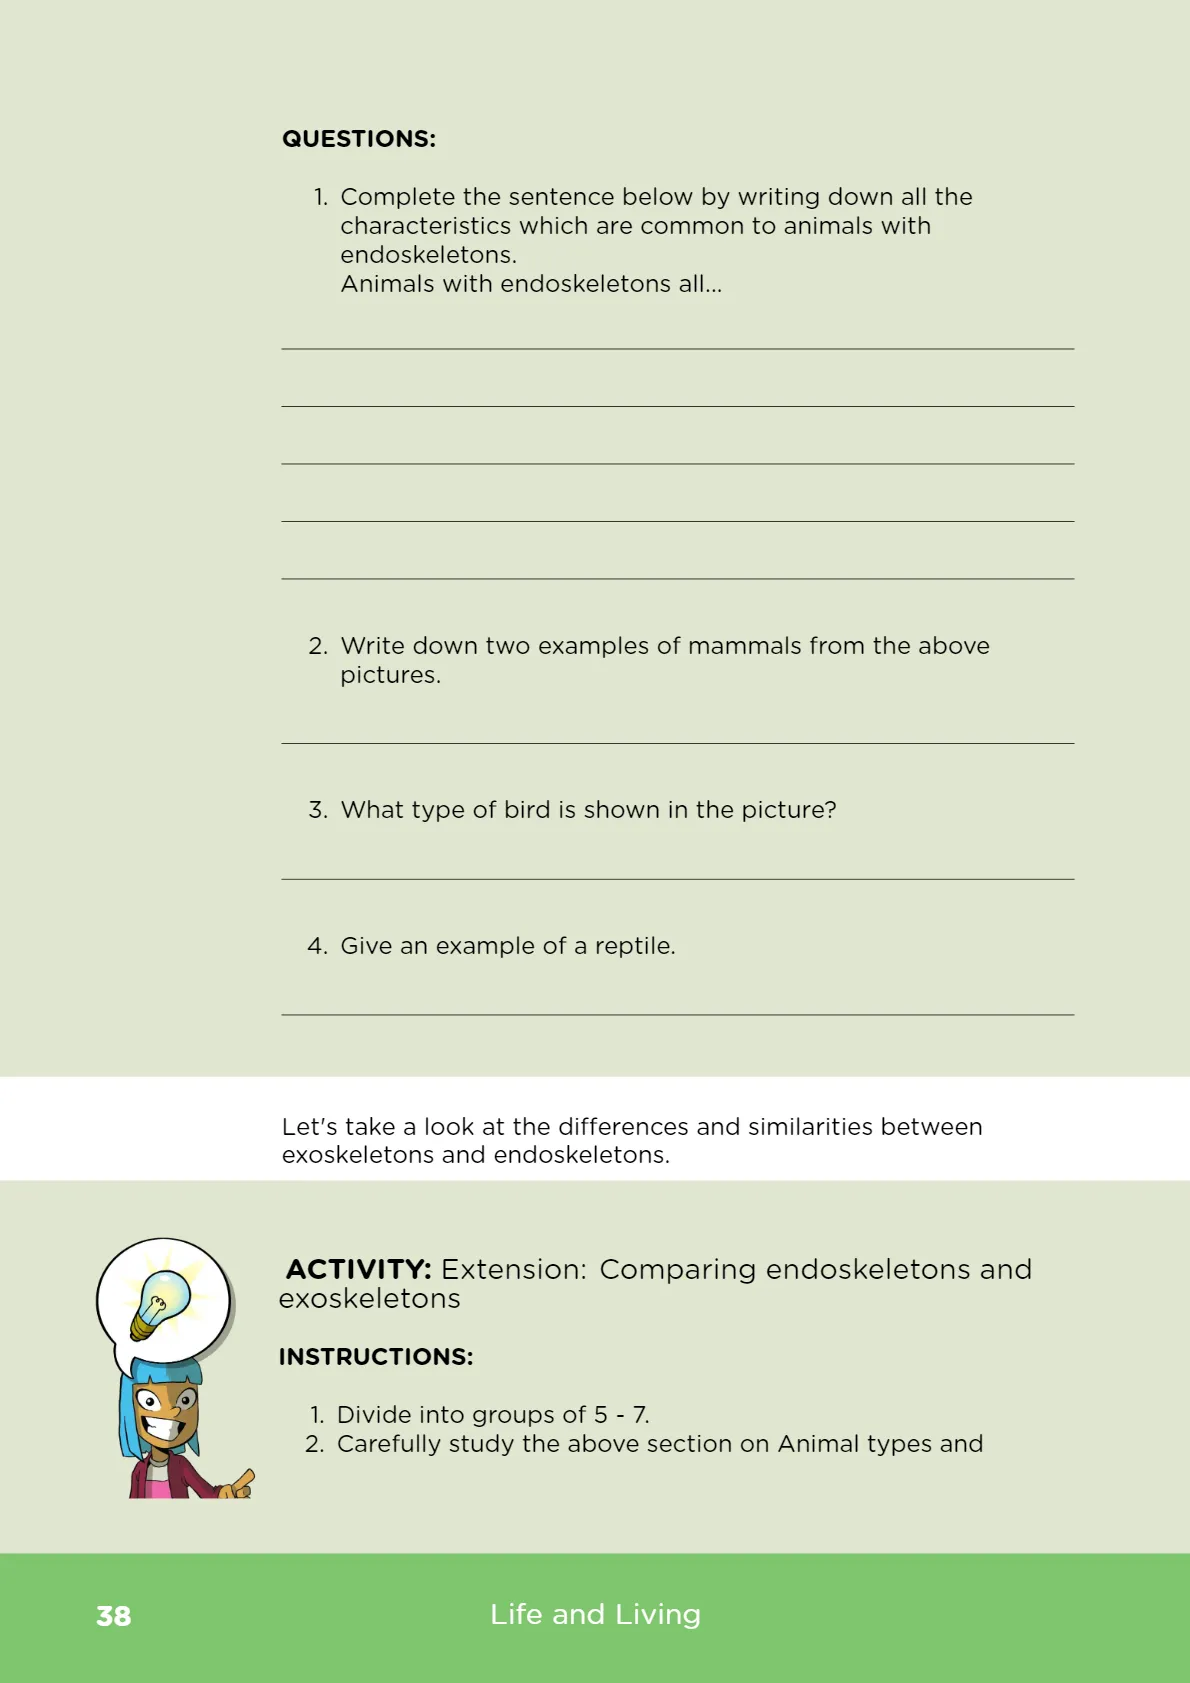 QUESTIONS:
1. Complete the sentence below by writing down all the
characteristics which are common to animals with
endoskeletons.
Animals with endoskeletons all...
2. Write down two examples of mammals from the above
pictures.
3. What type of bird is shown in the picture?
4. Give an example of a reptile.
Let's take a look at the differences and similarities between
exoskeletons and endoskeletons.
ACTIVITY: Extension: Comparing endoskeletons and
exoskeletons
INSTRUCTIONS:
1. Divide into groups of 5 - 7.
2. Carefully study the above section on Animal types and
38
Life and Living